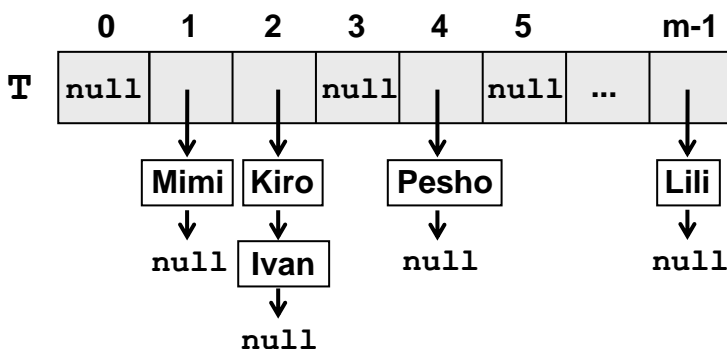 0 1 2 3 4 5 m-1
T null null null ...
Mimi Kiro Pesho Lili
null Ivan null null
null